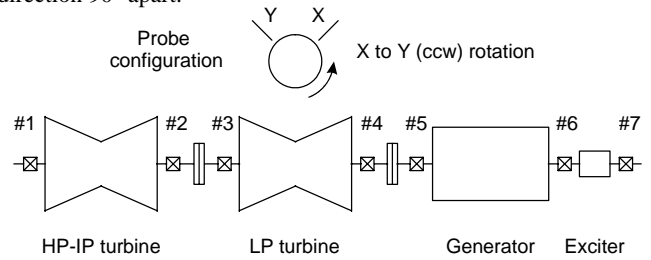 direction 90° apart.
Y X
Probe
configuration
X to Y (ccw) rotation
#1 #2 #3 #4 #5 #6 #7
HP-IP turbine LP turbine Generator Exciter